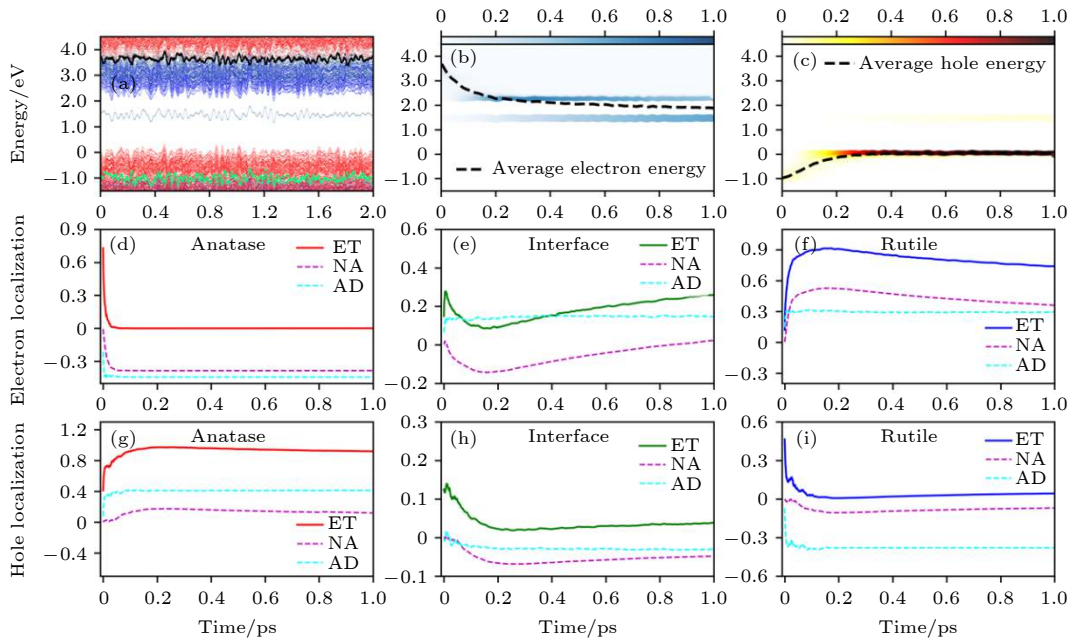 0 0.2 0.4 0.6 0.8 1.0
0 0.2 0.4 0.6 0.8 1.0
Energy/eV
4.0
3.0
2.0
1.0
0
−1.0
(a)
0 0.4 0.8 1.2 1.6 2.0
4.0
3.0
2.0
1.0
0
−1.0
(b)
Average electron energy
4.0
3.0
2.0
1.0
0
−1.0
(c)
Average hole energy
Electron localization
0.9
0.6
0.3
0
−0.3
(d) Anatase
ET
NA
AD
0 0.2 0.4 0.6 0.8 1.0
0.6
0.4
0.2
0
−0.2
(e) Interface
ET
NA
AD
0 0.2 0.4 0.6 0.8 1.0
0.9
0.6
0.3
0
−0.3
(f) Rutile
ET
NA
AD
0 0.2 0.4 0.6 0.8 1.0
Hole localization
1.2
0.8
0.4
0
−0.4
(g) Anatase
ET
NA
AD
0 0.2 0.4 0.6 0.8 1.0
Time/ps
0.3
0.2
0.1
0
−0.1
(h) Interface
ET
NA
AD
0 0.2 0.4 0.6 0.8 1.0
Time/ps
0.6
0.3
0
−0.3
−0.6
(i) Rutile
ET
NA
AD
0 0.2 0.4 0.6 0.8 1.0
Time/ps